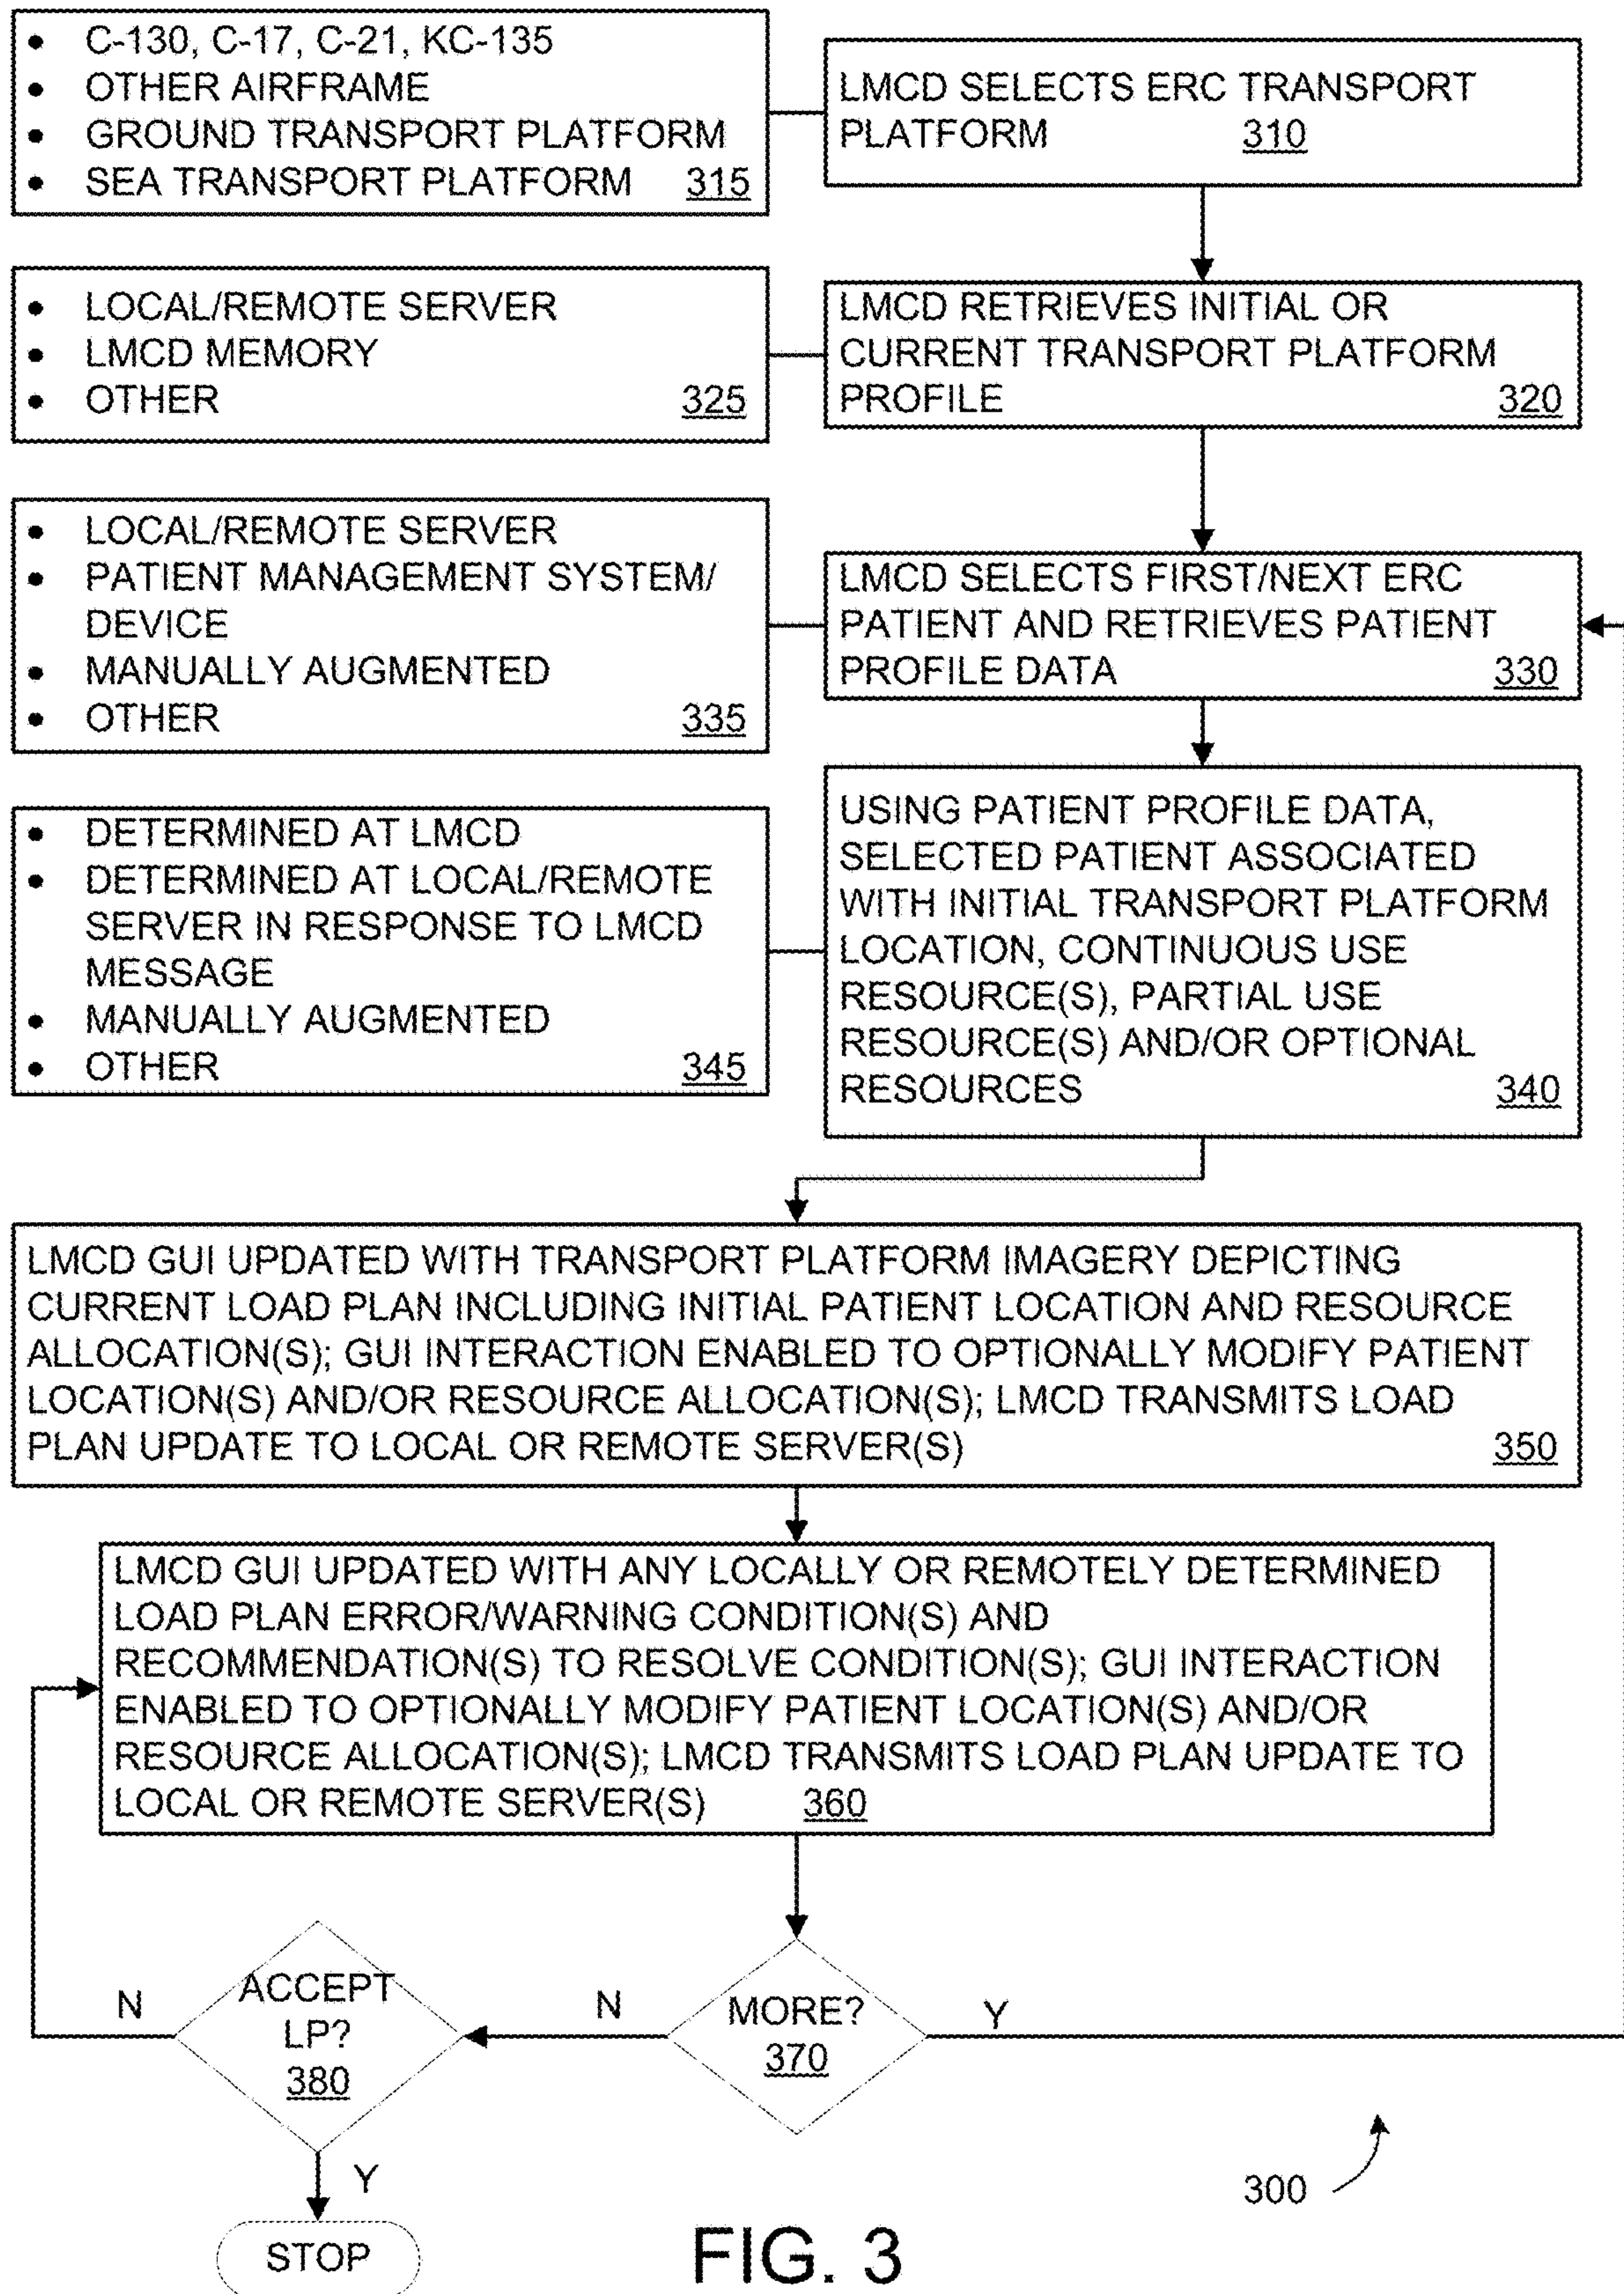 • C-130, C-17, C-21, KC-135
• OTHER AIRFRAME
• GROUND TRANSPORT PLATFORM
• SEA TRANSPORT PLATFORM 315
LMCD SELECTS ERC TRANSPORT
PLATFORM 310
• LOCAL/REMOTE SERVER
• LMCD MEMORY
• OTHER 325
LMCD RETRIEVES INITIAL OR
CURRENT TRANSPORT PLATFORM
PROFILE 320
• LOCAL/REMOTE SERVER
• PATIENT MANAGEMENT SYSTEM/
DEVICE
• MANUALLY AUGMENTED
• OTHER 335
LMCD SELECTS FIRST/NEXT ERC
PATIENT AND RETRIEVES PATIENT
PROFILE DATA 330
• DETERMINED AT LMCD
• DETERMINED AT LOCAL/REMOTE
SERVER IN RESPONSE TO LMCD
MESSAGE
• MANUALLY AUGMENTED
• OTHER 345
USING PATIENT PROFILE DATA,
SELECTED PATIENT ASSOCIATED
WITH INITIAL TRANSPORT PLATFORM
LOCATION, CONTINUOUS USE
RESOURCE(S), PARTIAL USE
RESOURCE(S) AND/OR OPTIONAL
RESOURCES 340
LMCD GUI UPDATED WITH TRANSPORT PLATFORM IMAGERY DEPICTING
CURRENT LOAD PLAN INCLUDING INITIAL PATIENT LOCATION AND RESOURCE
ALLOCATION(S); GUI INTERACTION ENABLED TO OPTIONALLY MODIFY PATIENT
LOCATION(S) AND/OR RESOURCE ALLOCATION(S); LMCD TRANSMITS LOAD
PLAN UPDATE TO LOCAL OR REMOTE SERVER(S) 350
LMCD GUI UPDATED WITH ANY LOCALLY OR REMOTELY DETERMINED
LOAD PLAN ERROR/WARNING CONDITION(S) AND
RECOMMENDATION(S) TO RESOLVE CONDITION(S); GUI INTERACTION
ENABLED TO OPTIONALLY MODIFY PATIENT LOCATION(S) AND/OR
RESOURCE ALLOCATION(S); LMCD TRANSMITS LOAD PLAN UPDATE TO
LOCAL OR REMOTE SERVER(S) 360
N
ACCEPT
LP?
380
N
MORE?
370
Y
Y
STOP
300
FIG. 3